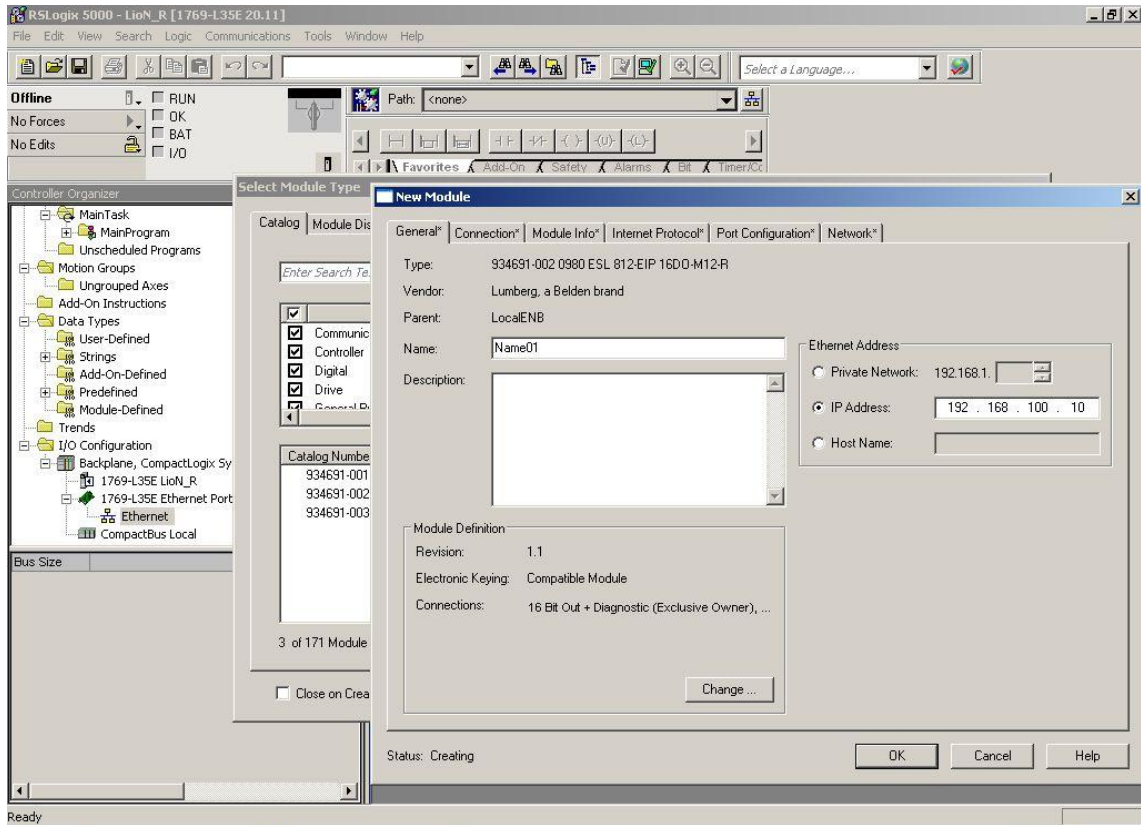 RSLogix 5000 - LioN_R [1769-L35E 20.11]
File Edit View Search Logic Communications Tools Window Help
Select a Language...
Offline
RUN
No Forces
OK
BAT
No Edits
I/O
Path: <none>
Favorites Add-On Safety Alarms Bit
Controller Organizer
MainTask
MainProgram
Unscheduled Programs
Motion Groups
Ungrouped Axes
Add-On Instructions
Data Types
User-Defined
Strings
Add-On-Defined
Predefined
Module-Defined
Trends
I/O Configuration
Backplane, CompactLogix Sy
1769-L35E LioN_R
1769-L35E Ethernet Port
Ethernet
CompactBus Local
Bus Size
Select Module Type
Catalog Module Dis
Enter Search Te
Communic
Controller
Digital
Drive
Catalog Numbe
934691-001
934691-002
934691-003
3 of 171 Module
Close on Crea
New Module
General* Connection* Module Info* Internet Protocol* Port Configuration* Network*
Type: 934691-002 0980 ESL 812-EIP 16DO-M12-R
Vendor: Lumberg, a Belden brand
Parent: LocalENB
Name: Name01
Description:
Ethernet Address
Private Network: 192.168.1.
IP Address: 192 . 168 . 100 . 10
Host Name:
Module Definition
Revision: 1.1
Electronic Keying: Compatible Module
Connections: 16 Bit Out + Diagnostic (Exclusive Owner), ...
Change ...
Status: Creating
OK Cancel Help
Ready